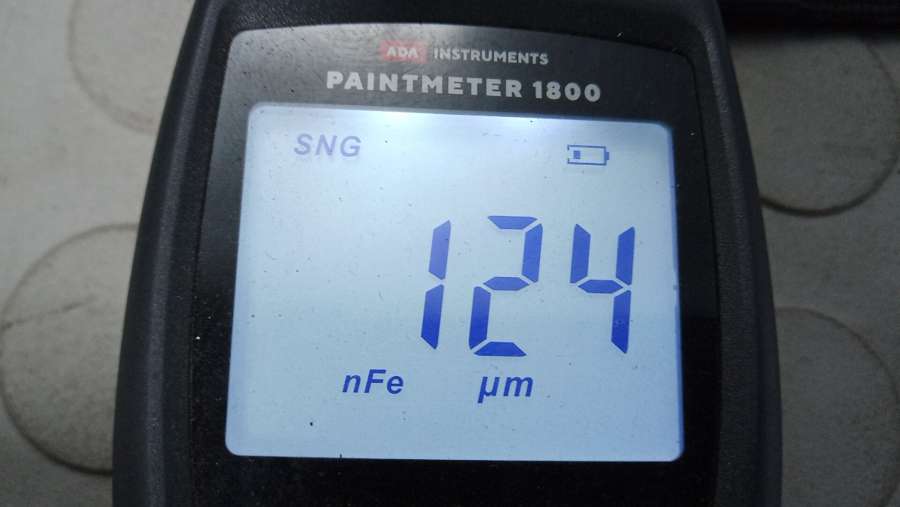 ADA INSTRUMENTS
PAINTMETER 1800
SNG
124
nFe µm